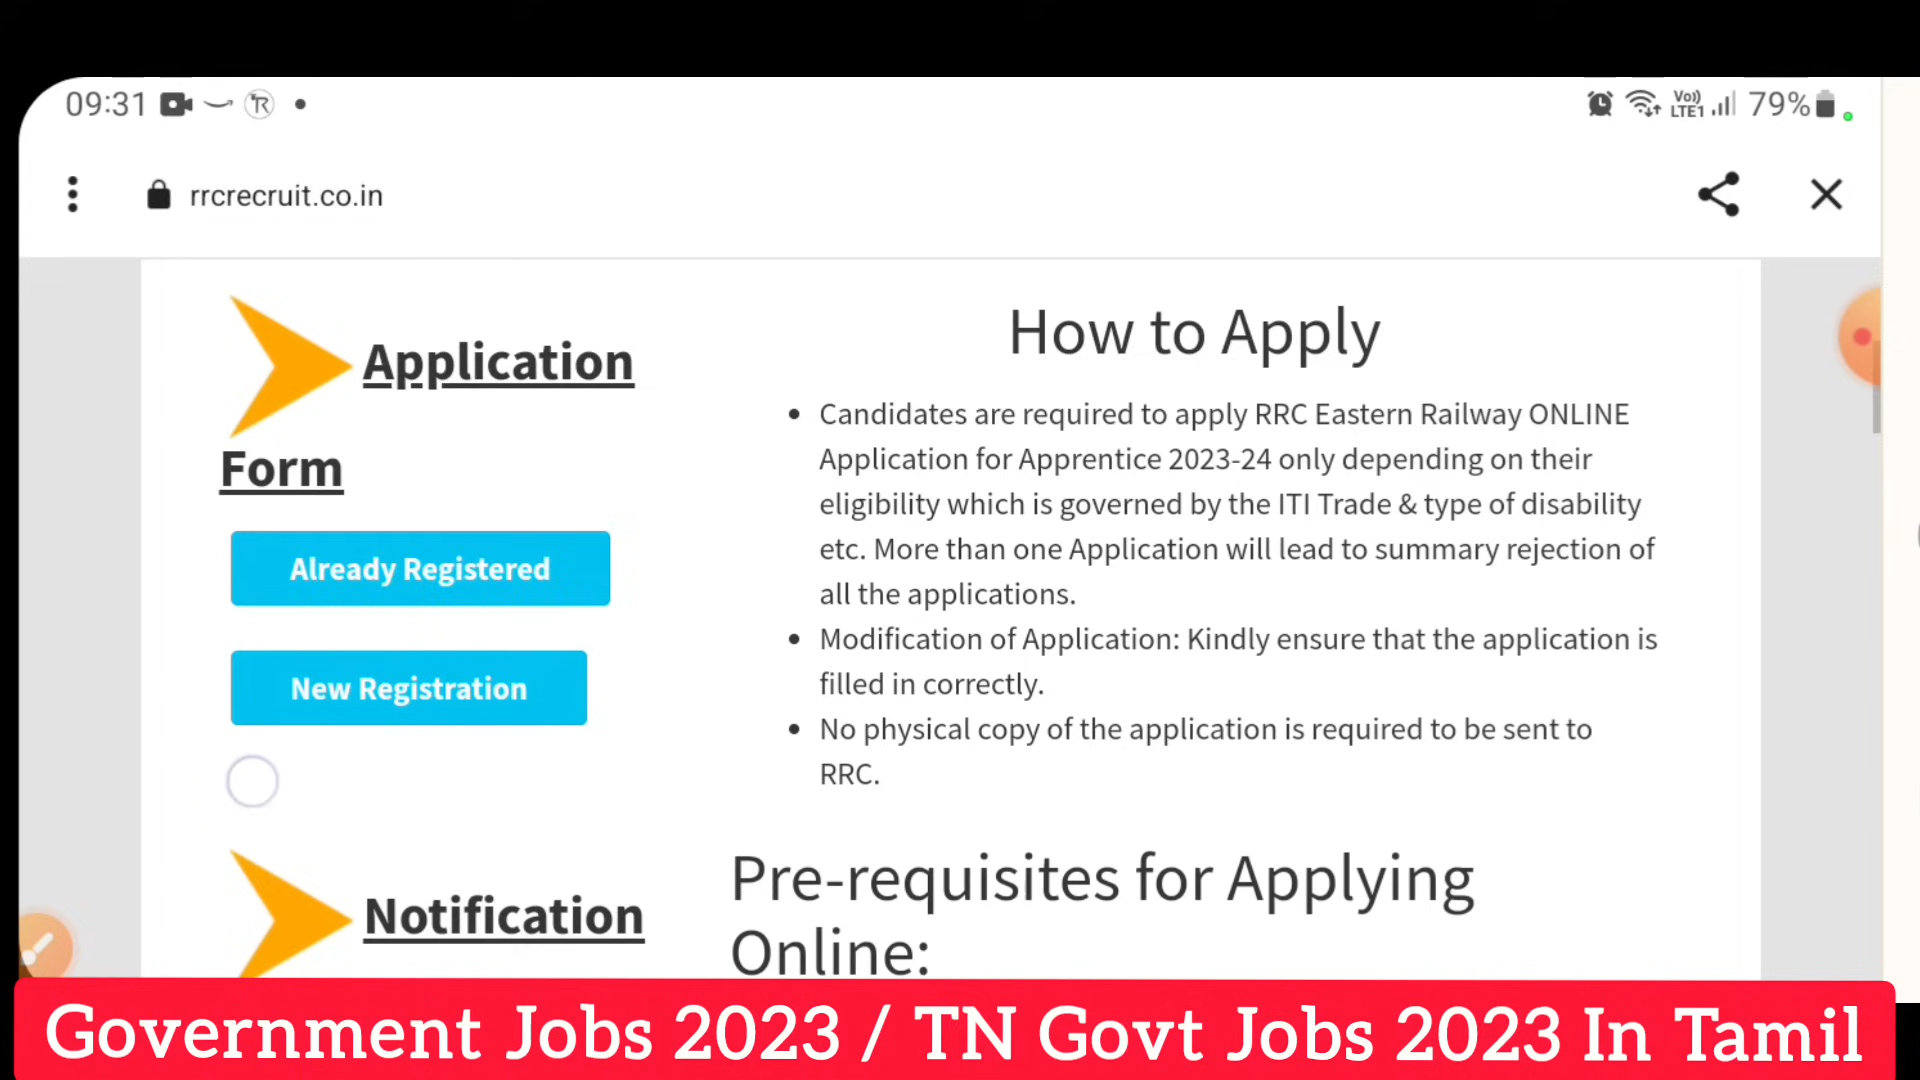 09:31
Vo))
LTE1
79%
rrcrecruit.co.in
Application
Form
Already Registered
New Registration
Notification
How to Apply
• Candidates are required to apply RRC Eastern Railway ONLINE
Application for Apprentice 2023-24 only depending on their
eligibility which is governed by the ITI Trade & type of disability
etc. More than one Application will lead to summary rejection of
all the applications.
• Modification of Application: Kindly ensure that the application is
filled in correctly.
• No physical copy of the application is required to be sent to
RRC.
Pre-requisites for Applying
Online:
Government Jobs 2023 / TN Govt Jobs 2023 In Tamil